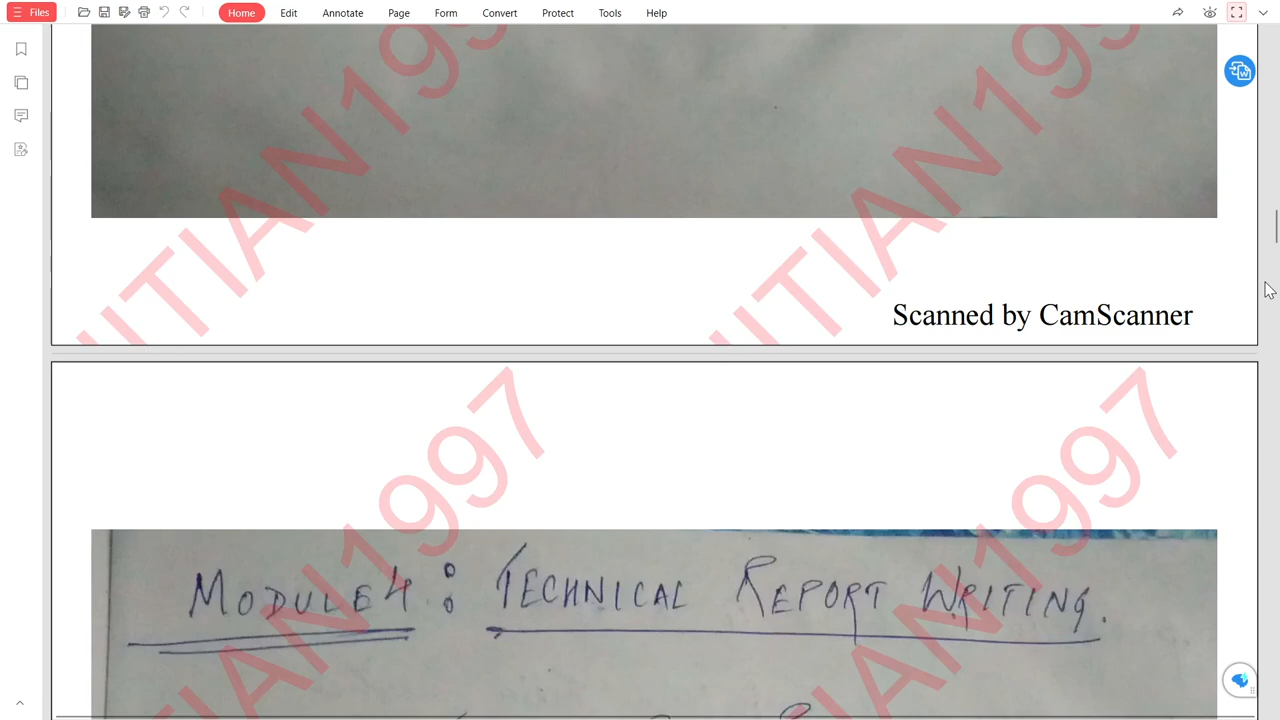 Files
Home Edit Annotate Page Form Convert Protect Tools Help
Scanned by CamScanner
MODULE 4 : TECHNICAL REPORT WRITING.